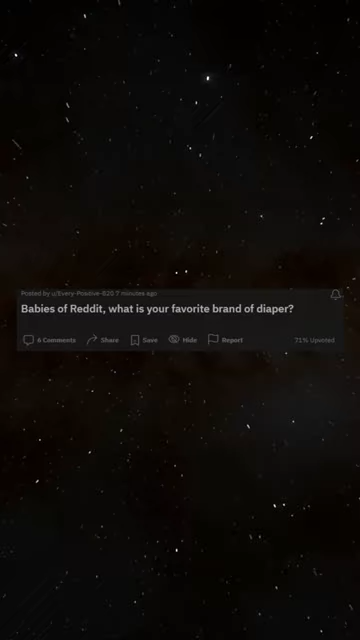 Posted by u/Every-Positive-820 7 minutes ago
Babies of Reddit, what is your favorite brand of diaper?
6 Comments Share Save Hide Report 71% Upvoted